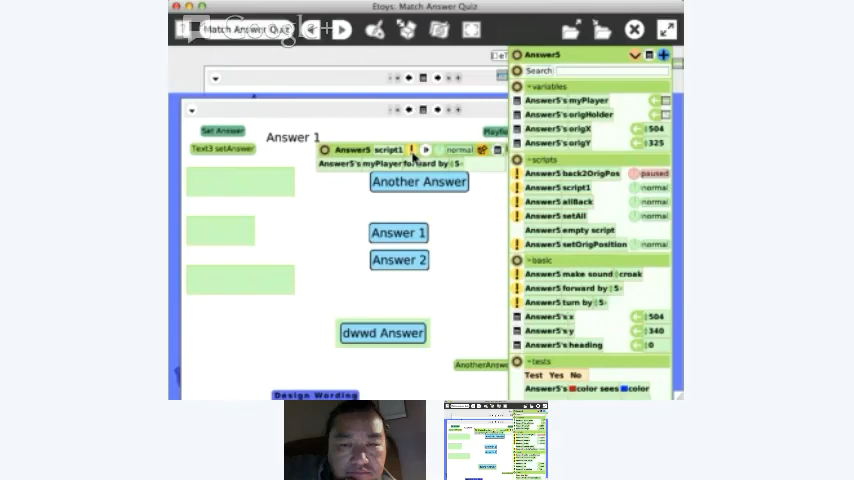 Etoys: Match Answer Quiz
Match Answer Quiz
Google+
Answer5
Search
variables
Answer5's myPlayer
Answer5's origHolder
Answer5's origX 504
Answer5's origY 325
scripts
Answer5 back2OrigPos paused
Answer5 script1 normal
Answer5 allBack normal
Answer5 setAll normal
Answer5 empty script
Answer5 setOrigPosition normal
basic
Answer5 make sound croak
Answer5 forward by 5
Answer5 turn by 5
Answer5's x 504
Answer5's y 340
Answer5's heading 0
tests
Test Yes No
Answer5's color sees color
Set Answer
Answer 1
Text3 setAnswer
Answer5 script1 ! normal
Answer5's myPlayer forward by 5
Another Answer
Answer 1
Answer 2
dwwd Answer
Design Wording